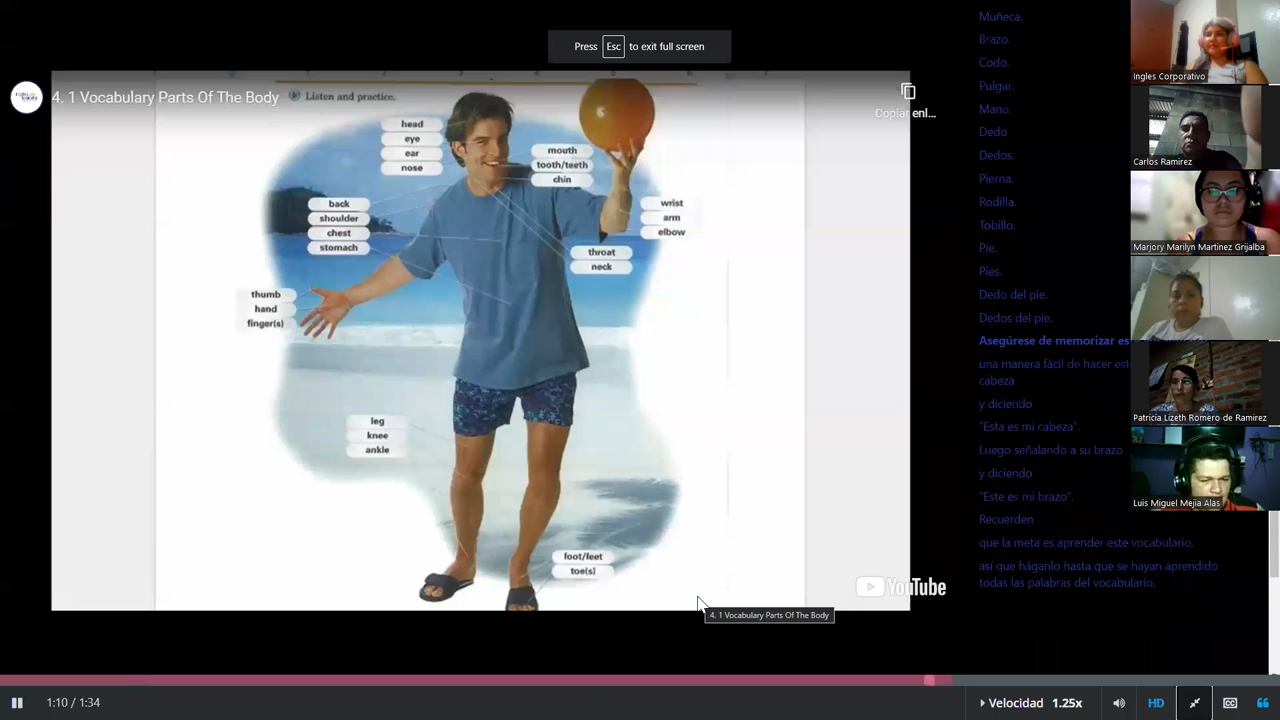 Press Esc to exit full screen
4. 1 Vocabulary Parts Of The Body
Listen and practice.
Copiar enl...
head
eye
ear
nose
mouth
tooth/teeth
chin
back
shoulder
chest
stomach
wrist
arm
elbow
throat
neck
thumb
hand
finger(s)
leg
knee
ankle
foot/feet
toe(s)
YouTube
4. 1 Vocabulary Parts Of The Body
Muñeca.
Brazo.
Codo.
Pulgar.
Mano.
Dedo
Dedos.
Pierna.
Rodilla.
Tobillo.
Pie.
Pies.
Dedo del pie.
Dedos del pie.
Asegúrese de memorizar
una manera fácil de hacer
cabeza
y diciendo
"Esta es mi cabeza".
Luego señalando a su brazo
y diciendo
"Este es mi brazo".
Recuerden
que la meta es aprender este vocabulario,
así que háganlo hasta que se hayan aprendido
todas las palabras del vocabulario.
Ingles Corporativo
Carlos Ramirez
Marjory Marilyn Martinez Grijalba
Patricia Lizeth Romero de Ramirez
Luis Miguel Mejia Alas
1:10 / 1:34
Velocidad 1.25x
HD
CC